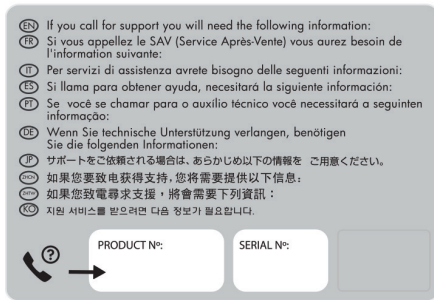 EN If you call for support you will need the following information:
FR Si vous appellez le SAV (Service Après-Vente) vous aurez besoin de
l'information suivante:
IT Per servizi di assistenza avrete bisogno delle seguenti informazioni:
ES Si llama para obtener ayuda, necesitará la siguiente información:
PT Se você se chamar para o auxílio técnico você necessitará a seguinten
informação:
DE Wenn Sie technische Unterstützung verlangen, benötigen
Sie die folgenden Informationen:
JP サポートをご依頼される場合は、あらかじめ以下の情報を ご用意ください。
ZHCN 如果您要致电获得支持，您将需要提供以下信息：
ZHTW 如果您致電尋求支援，將會需要下列資訊：
KO 지원 서비스를 받으려면 다음 정보가 필요합니다.
?
PRODUCT Nº: SERIAL Nº: